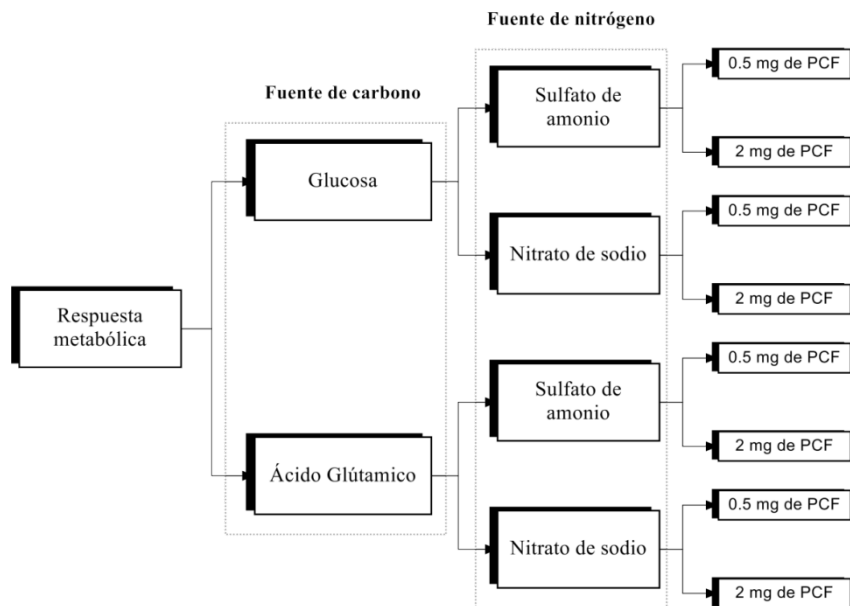 Fuente de nitrógeno
Fuente de carbono
Respuesta
metabólica
Glucosa
Sulfato de
amonio
0.5 mg de PCF
2 mg de PCF
Nitrato de sodio
0.5 mg de PCF
2 mg de PCF
Ácido Glútamico
Sulfato de
amonio
0.5 mg de PCF
2 mg de PCF
Nitrato de sodio
0.5 mg de PCF
2 mg de PCF